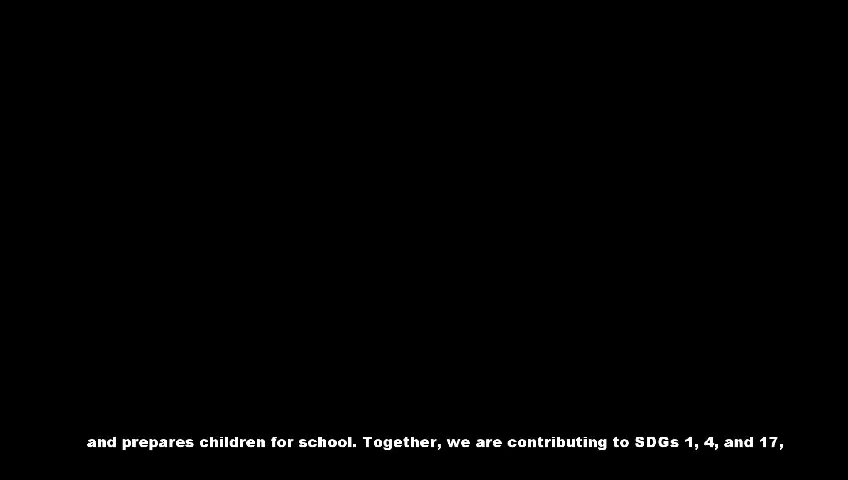 and prepares children for school. Together, we are contributing to SDGs 1, 4, and 17,